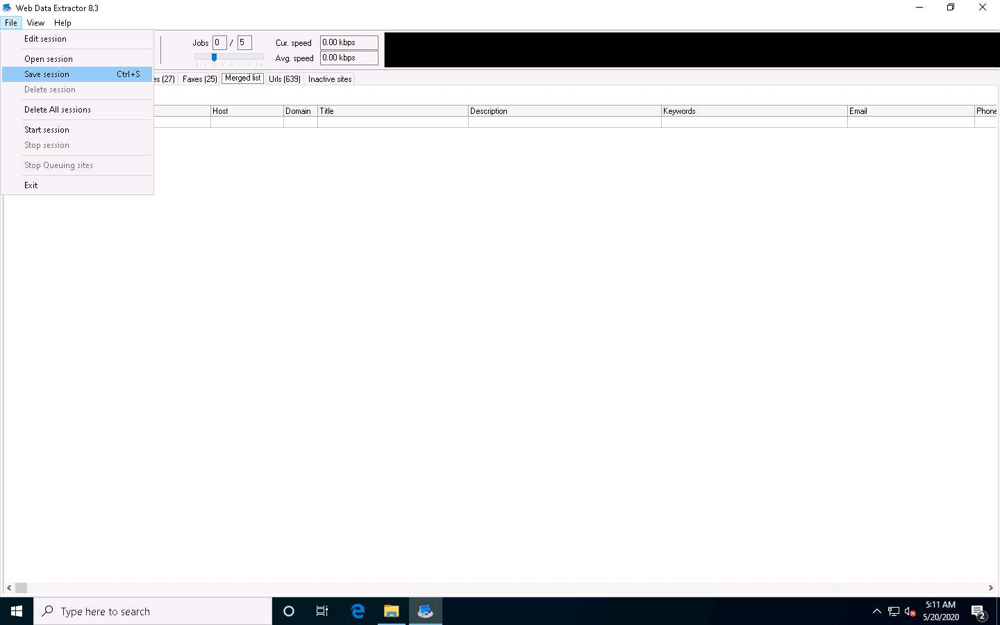 Web Data Extractor 8.3
File View Help
Edit session
Open session
Save session Ctrl+S
Delete session
Delete All sessions
Start session
Stop session
Stop Queuing sites
Exit
Jobs 0 / 5
Cur. speed 0.00 kbps
Avg. speed 0.00 kbps
es (27) Faxes (25) Merged list Urls (639) Inactive sites
Host Domain Title Description Keywords Email Phone
Type here to search
5:11 AM
5/20/2020
2